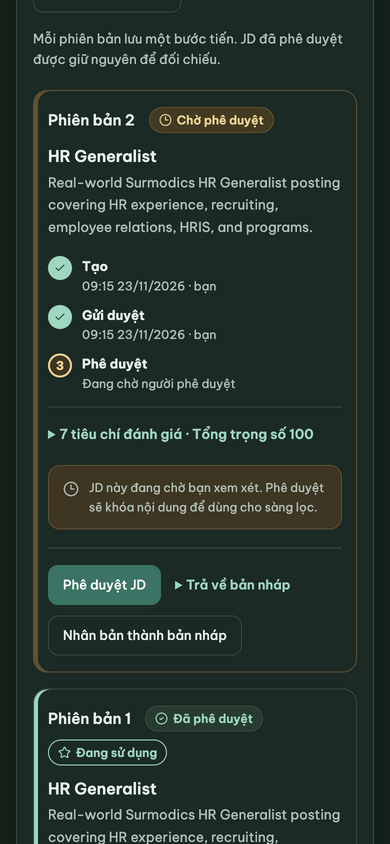 Mỗi phiên bản lưu một bước tiến. JD đã phê duyệt
được giữ nguyên để đối chiếu.
Phiên bản 2
Chờ phê duyệt
HR Generalist
Real-world Surmodics HR Generalist posting
covering HR experience, recruiting,
employee relations, HRIS, and programs.
Tạo
09:15 23/11/2026 · bạn
Gửi duyệt
09:15 23/11/2026 · bạn
3
Phê duyệt
Đang chờ người phê duyệt
▶ 7 tiêu chí đánh giá · Tổng trọng số 100
JD này đang chờ bạn xem xét. Phê duyệt
sẽ khóa nội dung để dùng cho sàng lọc.
Phê duyệt JD
▶ Trả về bản nháp
Nhân bản thành bản nháp
Phiên bản 1
Đã phê duyệt
Đang sử dụng
HR Generalist
Real-world Surmodics HR Generalist posting
covering HR experience, recruiting,